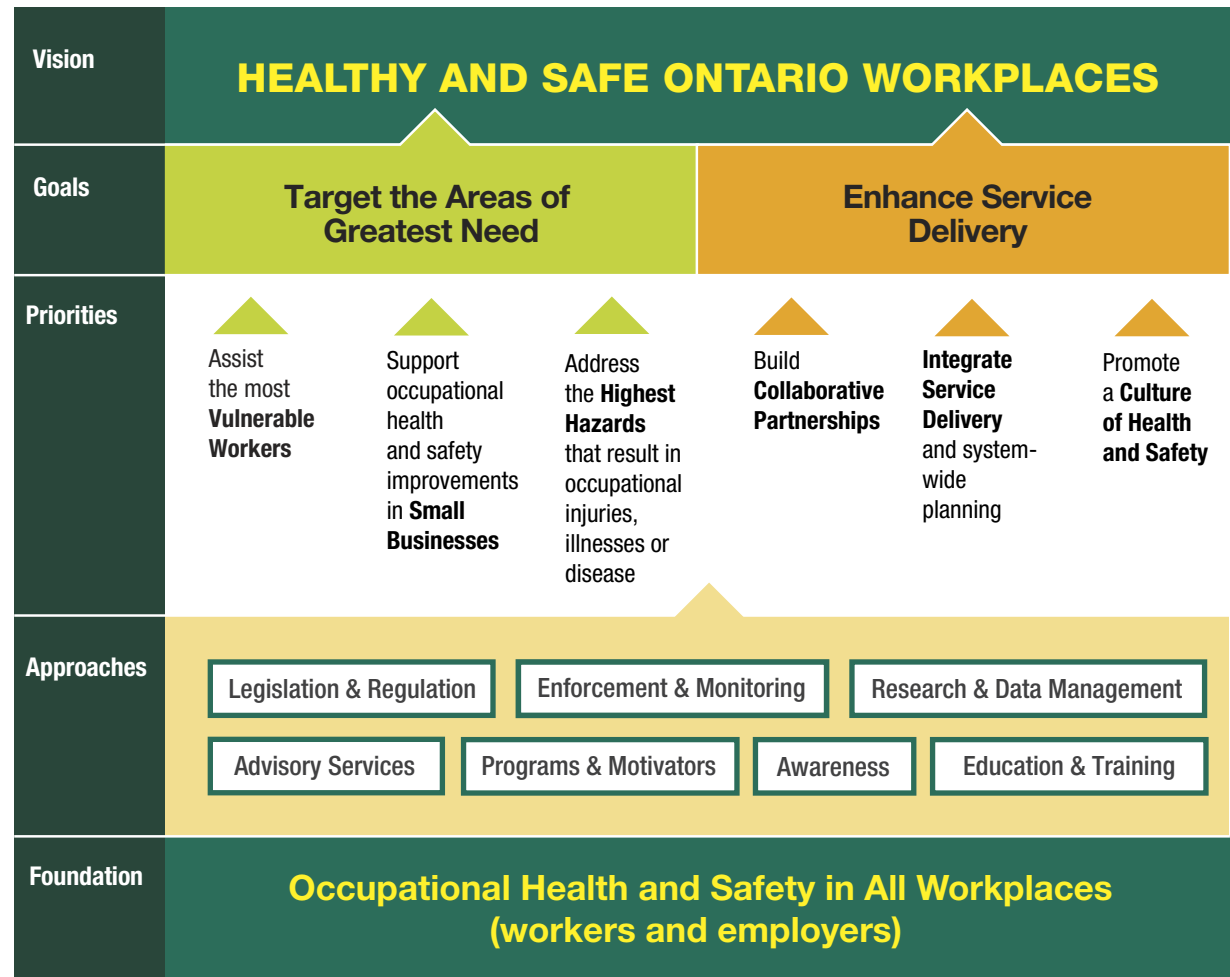 Vision
HEALTHY AND SAFE ONTARIO WORKPLACES
Goals
Target the Areas of
Greatest Need
Enhance Service
Delivery
Priorities
Assist
the most
Vulnerable
Workers
Support
occupational
health
and safety
improvements
in Small
Businesses
Address
the Highest
Hazards
that result in
occupational
injuries,
illnesses or
disease
Build
Collaborative
Partnerships
Integrate
Service
Delivery
and system-
wide
planning
Promote
a Culture
of Health
and Safety
Approaches
Legislation & Regulation
Enforcement & Monitoring
Research & Data Management
Advisory Services
Programs & Motivators
Awareness
Education & Training
Foundation
Occupational Health and Safety in All Workplaces
(workers and employers)